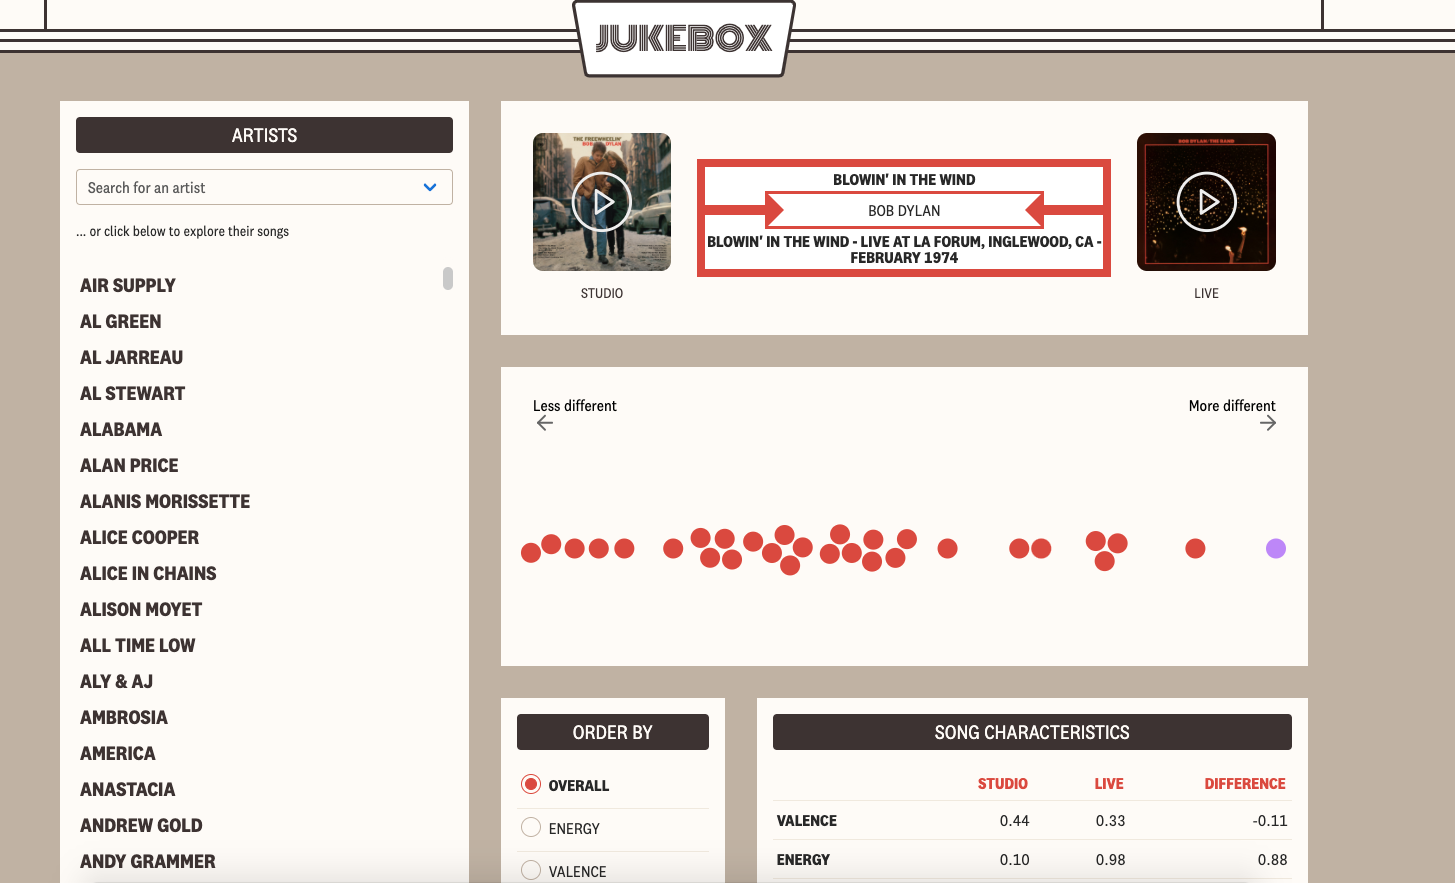 JUKEBOX
ARTISTS
Search for an artist
... or click below to explore their songs
AIR SUPPLY
AL GREEN
AL JARREAU
AL STEWART
ALABAMA
ALAN PRICE
ALANIS MORISSETTE
ALICE COOPER
ALICE IN CHAINS
ALISON MOYET
ALL TIME LOW
ALY & AJ
AMBROSIA
AMERICA
ANASTACIA
ANDREW GOLD
ANDY GRAMMER
THE FREEWHEELIN'
BOB DYLAN
STUDIO
BLOWIN' IN THE WIND
BOB DYLAN
BLOWIN' IN THE WIND - LIVE AT LA FORUM, INGLEWOOD, CA -
FEBRUARY 1974
BOB DYLAN/THE BAND
LIVE
Less different
More different
ORDER BY
OVERALL
ENERGY
VALENCE
SONG CHARACTERISTICS
STUDIO LIVE DIFFERENCE
VALENCE 0.44 0.33 -0.11
ENERGY 0.10 0.98 0.88